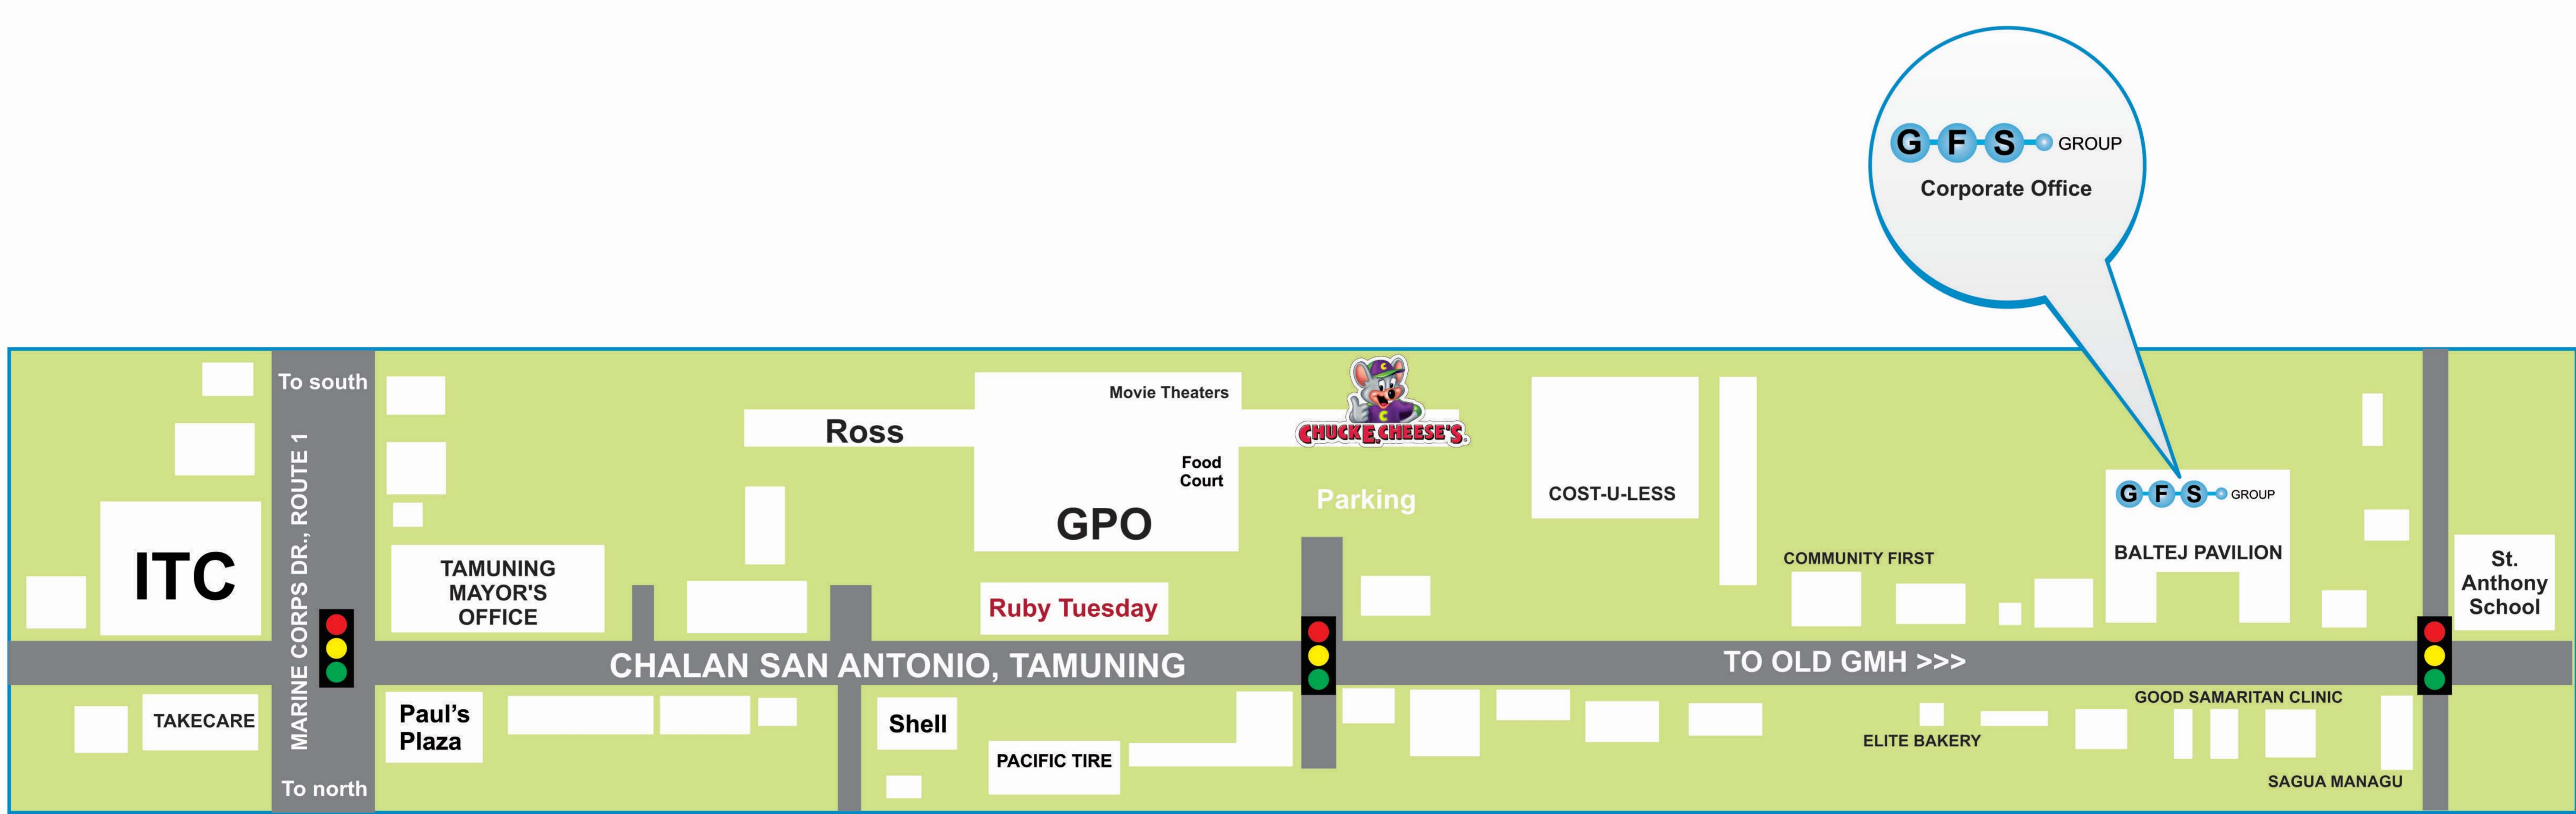 G F S GROUP
Corporate Office
To south
MARINE CORPS DR., ROUTE 1
To north
ITC
TAKECARE
TAMUNING
MAYOR'S
OFFICE
Paul's
Plaza
Ross
Movie Theaters
Food
Court
GPO
Ruby Tuesday
CHUCK E. CHEESE'S
Parking
CHALAN SAN ANTONIO, TAMUNING
Shell
PACIFIC TIRE
COST-U-LESS
COMMUNITY FIRST
G F S GROUP
BALTEJ PAVILION
St.
Anthony
School
TO OLD GMH >>>
GOOD SAMARITAN CLINIC
ELITE BAKERY
SAGUA MANAGU